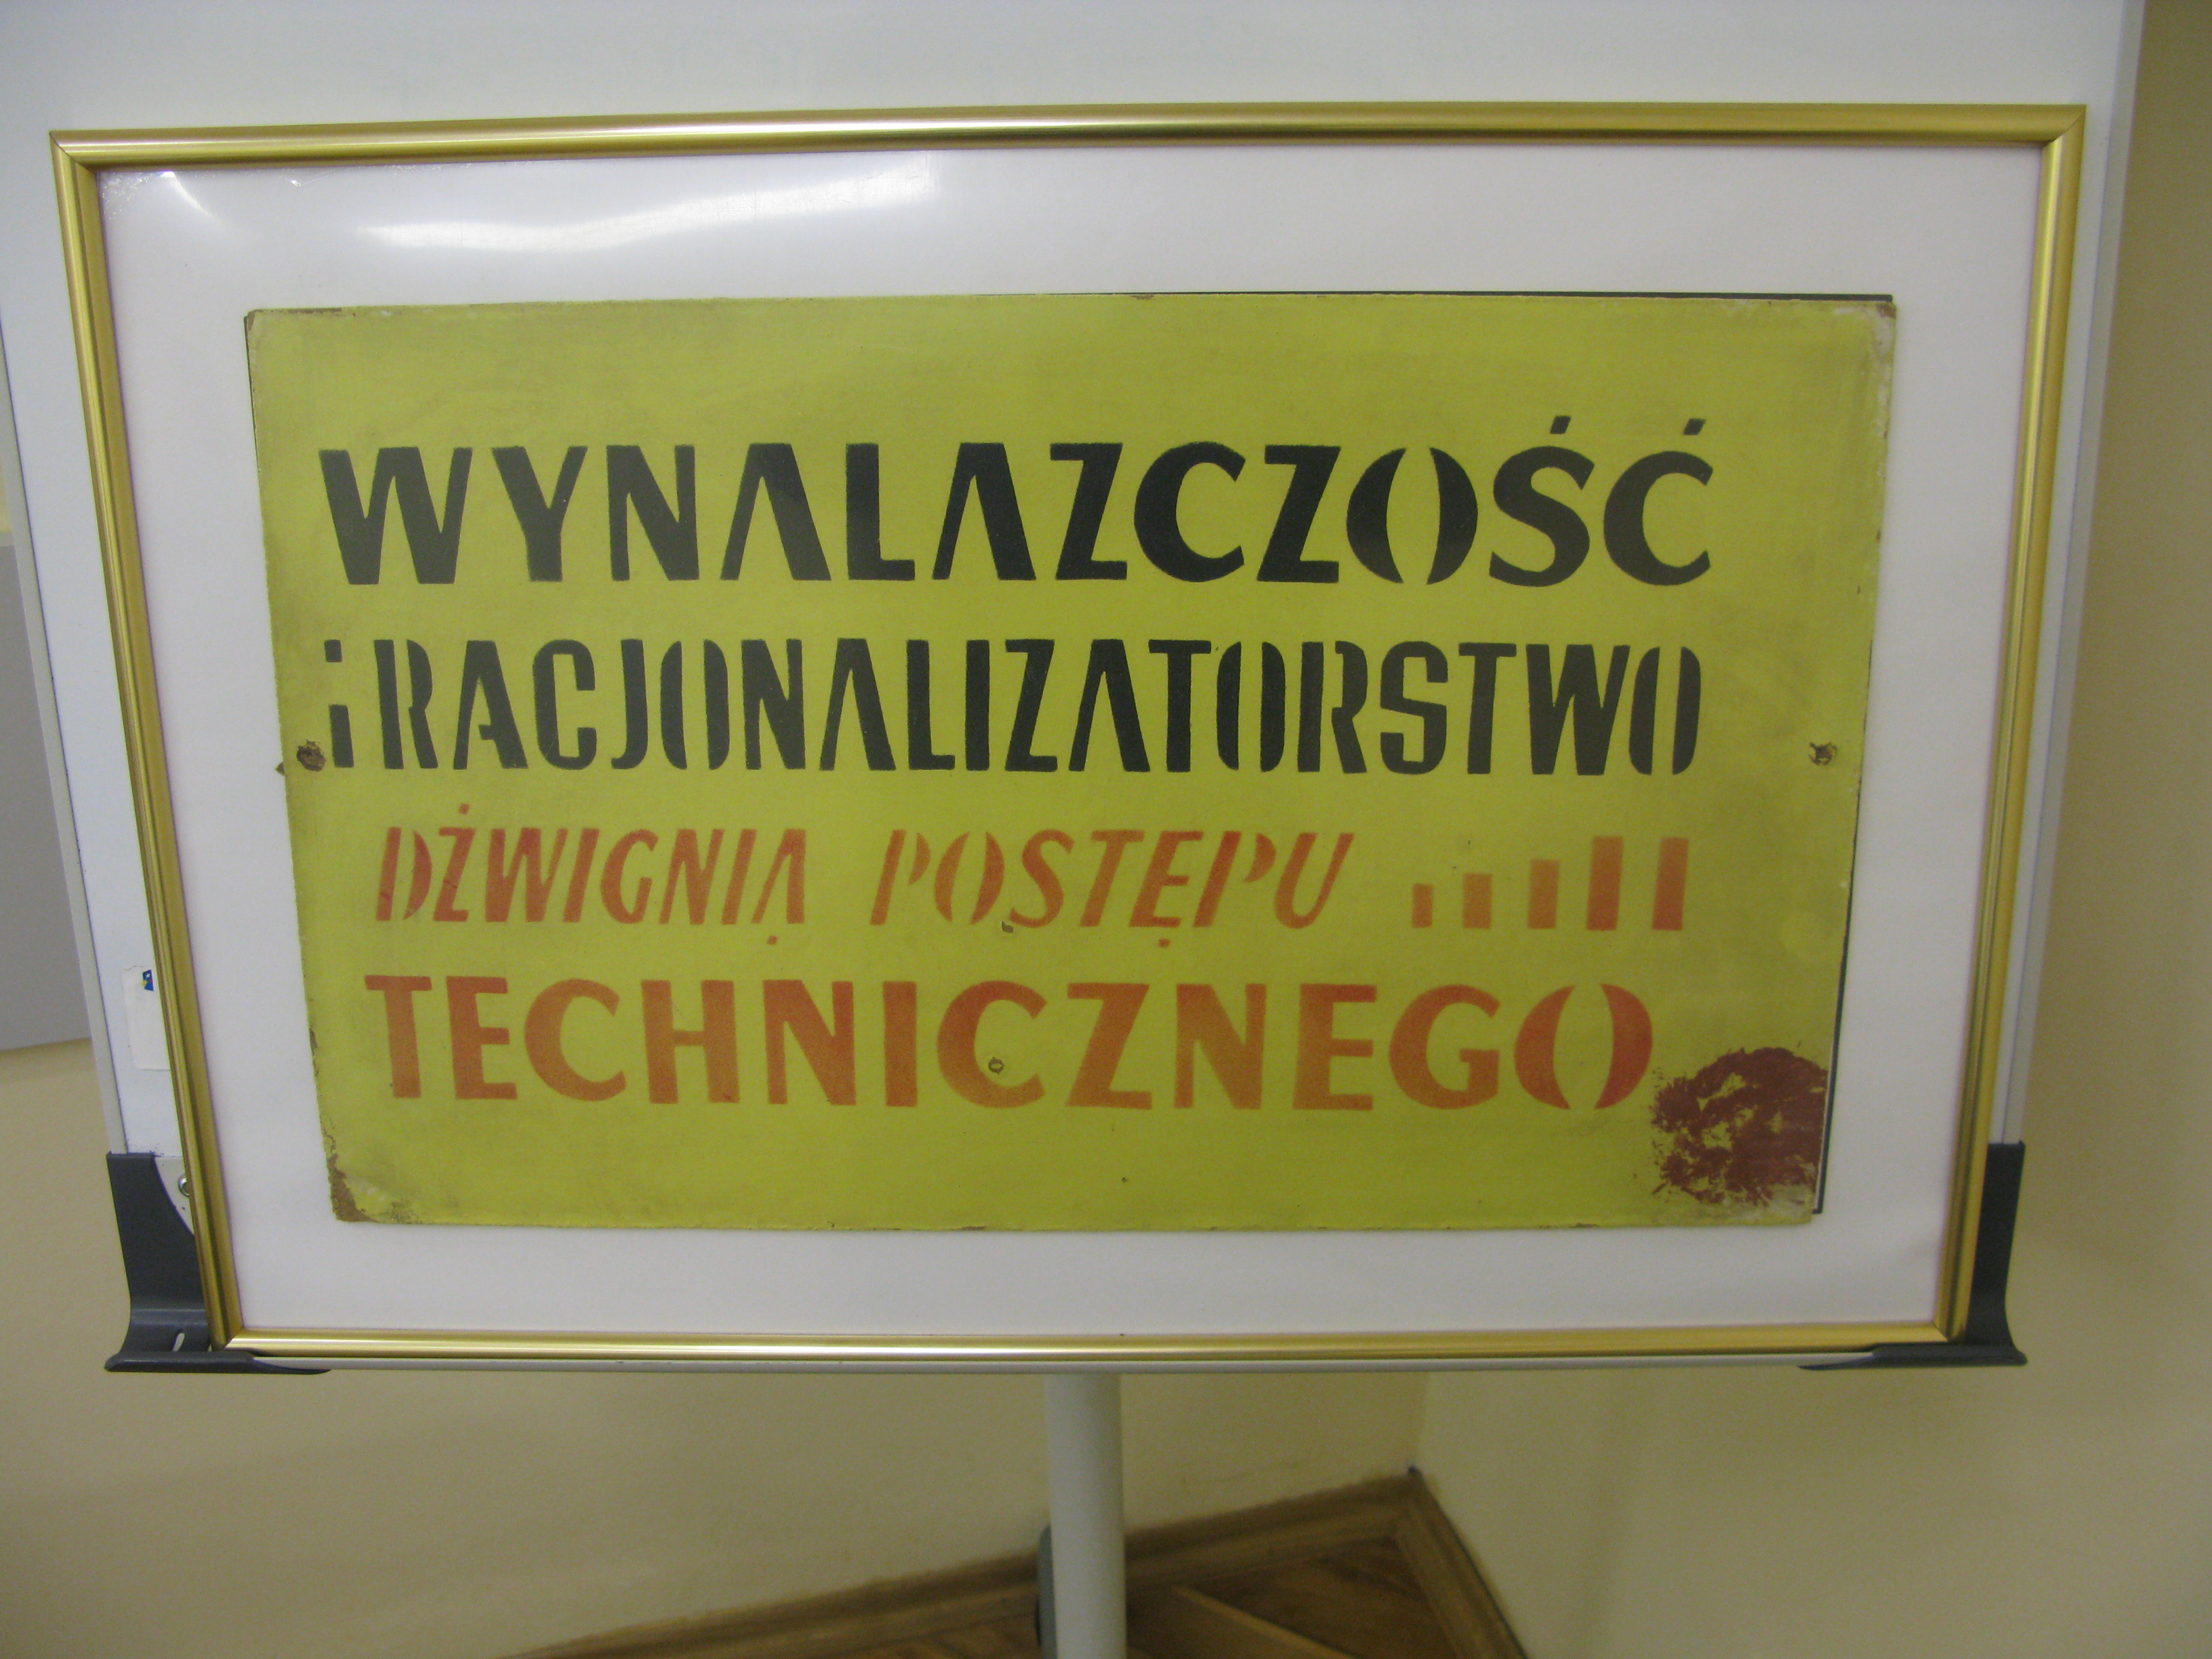 WYNALAZCZOŚĆ
i RACJONALIZATORSTWO
DŹWIGNIĄ POSTĘPU
TECHNICZNEGO